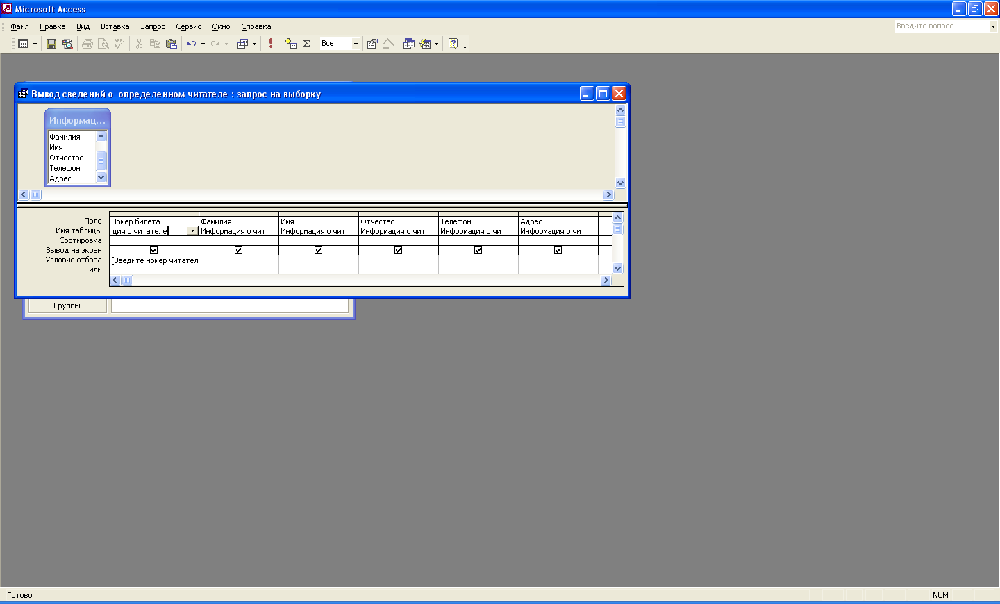 Microsoft Access
Файл Правка Вид Вставка Запрос Сервис Окно Справка Введите вопрос
Все
Вывод сведений о определенном читателе : запрос на выборку
Информац...
Фамилия
Имя
Отчество
Телефон
Адрес
Поле: Номер билета Фамилия Имя Отчество Телефон Адрес
Имя таблицы: ция о читателе Информация о чит Информация о чит Информация о чит Информация о чит Информация о чит
Сортировка:
Вывод на экран:
Условие отбора: [Введите номер читател
или:
Группы
Готово NUM